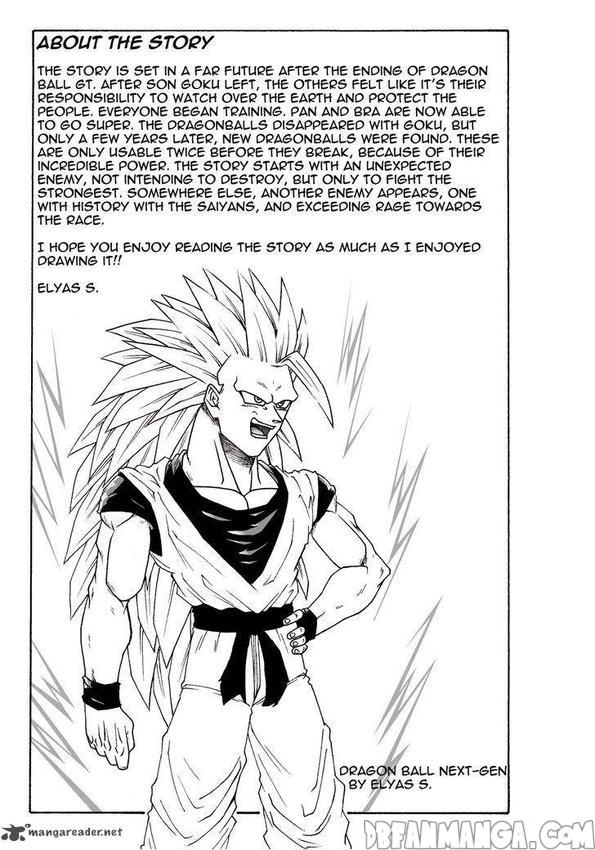 ABOUT THE STORY
THE STORY IS SET IN A FAR FUTURE AFTER THE ENDING OF DRAGON
BALL GT. AFTER SON GOKU LEFT, THE OTHERS FELT LIKE IT'S THEIR
RESPONSIBILITY TO WATCH OVER THE EARTH AND PROTECT THE
PEOPLE. EVERYONE BEGAN TRAINING. PAN AND BRA ARE NOW ABLE
TO GO SUPER. THE DRAGONBALLS DISAPPEARED WITH GOKU, BUT
ONLY A FEW YEARS LATER, NEW DRAGONBALLS WERE FOUND. THESE
ARE ONLY USABLE TWICE BEFORE THEY BREAK, BECAUSE OF THEIR
INCREDIBLE POWER. THE STORY STARTS WITH AN UNEXPECTED
ENEMY, NOT INTENDING TO DESTROY, BUT ONLY TO FIGHT THE
STRONGEST. SOMEWHERE ELSE, ANOTHER ENEMY APPEARS, ONE
WITH HISTORY WITH THE SAIYANS, AND EXCEEDING RAGE TOWARDS
THE RACE.
I HOPE YOU ENJOY READING THE STORY AS MUCH AS I ENJOYED
DRAWING IT!!
ELYAS S.
DRAGON BALL NEXT-GEN
BY ELYAS S.
mangareader.net
DBFANMANGA.COM